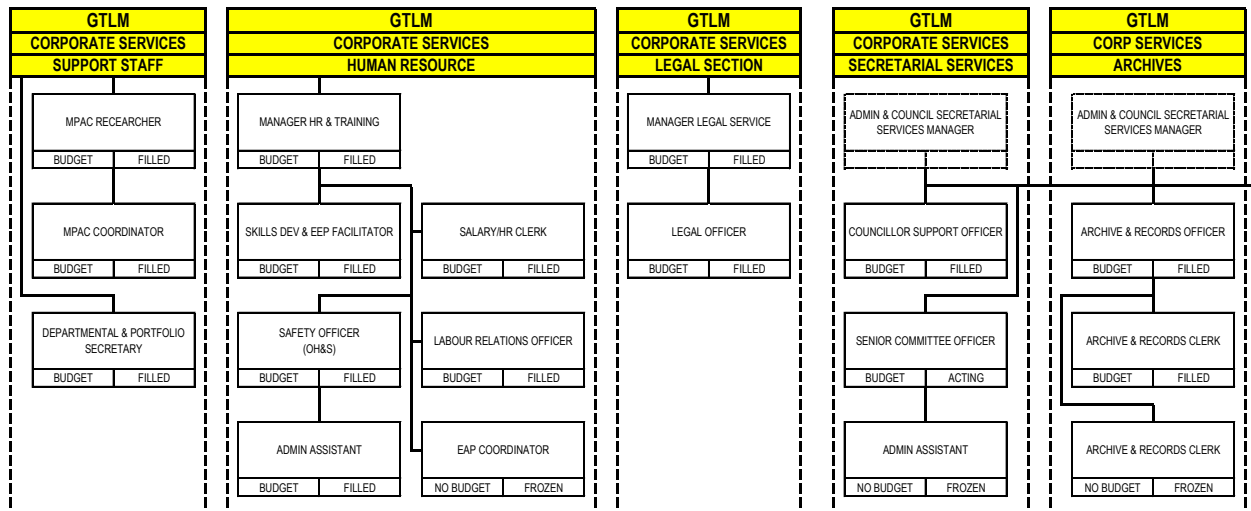 GTLM
CORPORATE SERVICES
SUPPORT STAFF
MPAC RECEARCHER
BUDGET FILLED
MPAC COORDINATOR
BUDGET FILLED
DEPARTMENTAL & PORTFOLIO
SECRETARY
BUDGET FILLED
GTLM
CORPORATE SERVICES
HUMAN RESOURCE
MANAGER HR & TRAINING
BUDGET FILLED
SKILLS DEV & EEP FACILITATOR
BUDGET FILLED
SALARY/HR CLERK
BUDGET FILLED
SAFETY OFFICER
(OH&S)
BUDGET FILLED
LABOUR RELATIONS OFFICER
BUDGET FILLED
ADMIN ASSISTANT
BUDGET FILLED
EAP COORDINATOR
NO BUDGET FROZEN
GTLM
CORPORATE SERVICES
LEGAL SECTION
MANAGER LEGAL SERVICE
BUDGET FILLED
LEGAL OFFICER
BUDGET FILLED
GTLM
CORPORATE SERVICES
SECRETARIAL SERVICES
ADMIN & COUNCIL SECRETARIAL
SERVICES MANAGER
COUNCILLOR SUPPORT OFFICER
BUDGET FILLED
SENIOR COMMITTEE OFFICER
BUDGET ACTING
ADMIN ASSISTANT
NO BUDGET FROZEN
GTLM
CORP SERVICES
ARCHIVES
ADMIN & COUNCIL SECRETARIAL
SERVICES MANAGER
ARCHIVE & RECORDS OFFICER
BUDGET FILLED
ARCHIVE & RECORDS CLERK
BUDGET FILLED
ARCHIVE & RECORDS CLERK
NO BUDGET FROZEN